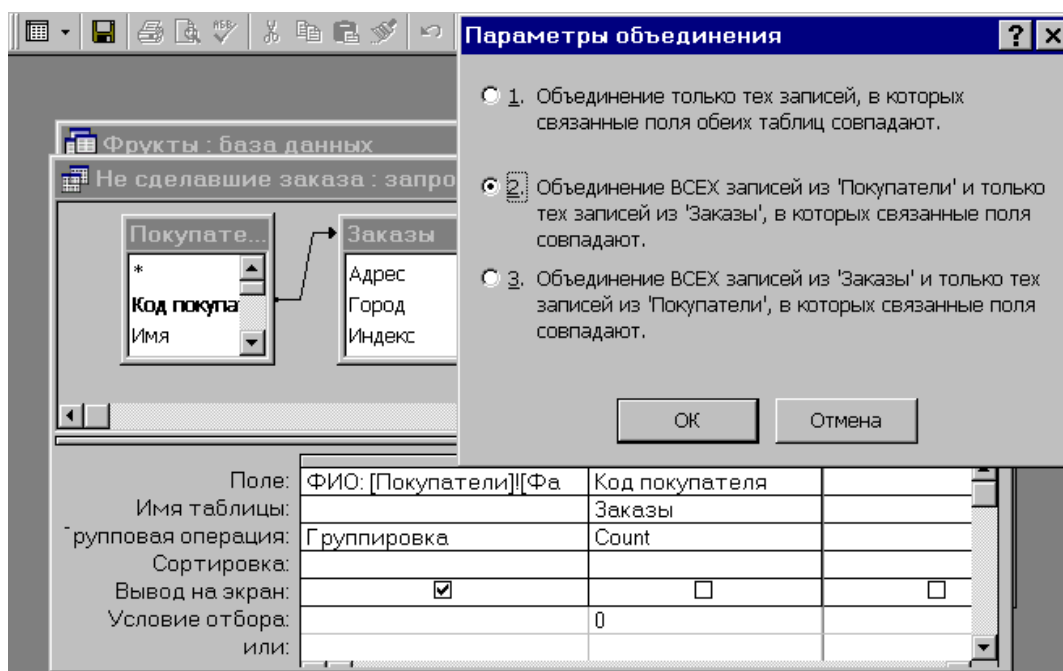 Параметры объединения
1. Объединение только тех записей, в которых
связанные поля обеих таблиц совпадают.
2. Объединение ВСЕХ записей из 'Покупатели' и только
тех записей из 'Заказы', в которых связанные поля
совпадают.
3. Объединение ВСЕХ записей из 'Заказы' и только тех
записей из 'Покупатели', в которых связанные поля
совпадают.
ОК
Отмена
Фрукты : база данных
Не сделавшие заказа : запро
Покупате...
*
Код покупа
Имя
Заказы
Адрес
Город
Индекс
Поле: ФИО: [Покупатели]![Фа Код покупателя
Имя таблицы: Заказы
рупповая операция: Группировка Count
Сортировка:
Вывод на экран:
Условие отбора: 0
или: